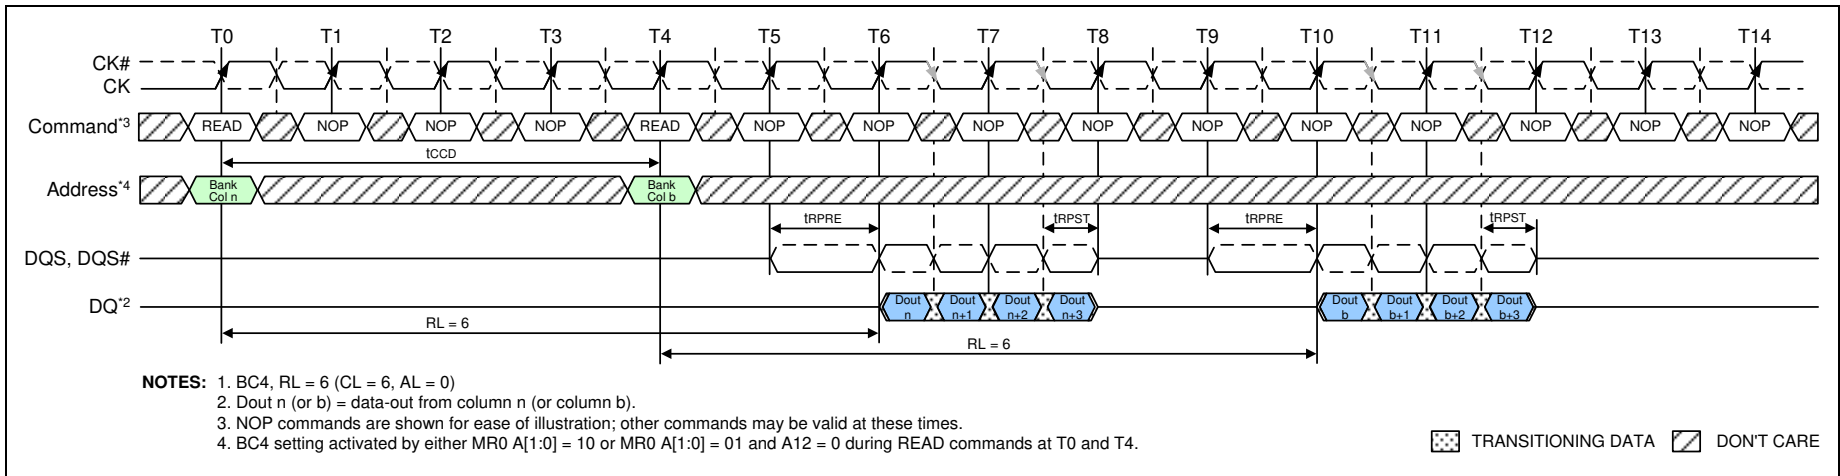 T0 T1 T2 T3 T4 T5 T6 T7 T8 T9 T10 T11 T12 T13 T14
CK#
CK
Command*3 READ NOP NOP NOP READ NOP NOP NOP NOP NOP NOP NOP NOP NOP NOP
tCCD
Address*4 Bank Col n Bank Col b
tRPRE tRPST tRPRE tRPST
DQS, DQS#
DQ*2 Dout n Dout n+1 Dout n+2 Dout n+3 Dout b Dout b+1 Dout b+2 Dout b+3
RL = 6
RL = 6
NOTES: 1. BC4, RL = 6 (CL = 6, AL = 0)
2. Dout n (or b) = data-out from column n (or column b).
3. NOP commands are shown for ease of illustration; other commands may be valid at these times.
4. BC4 setting activated by either MR0 A[1:0] = 10 or MR0 A[1:0] = 01 and A12 = 0 during READ commands at T0 and T4.
TRANSITIONING DATA DON'T CARE